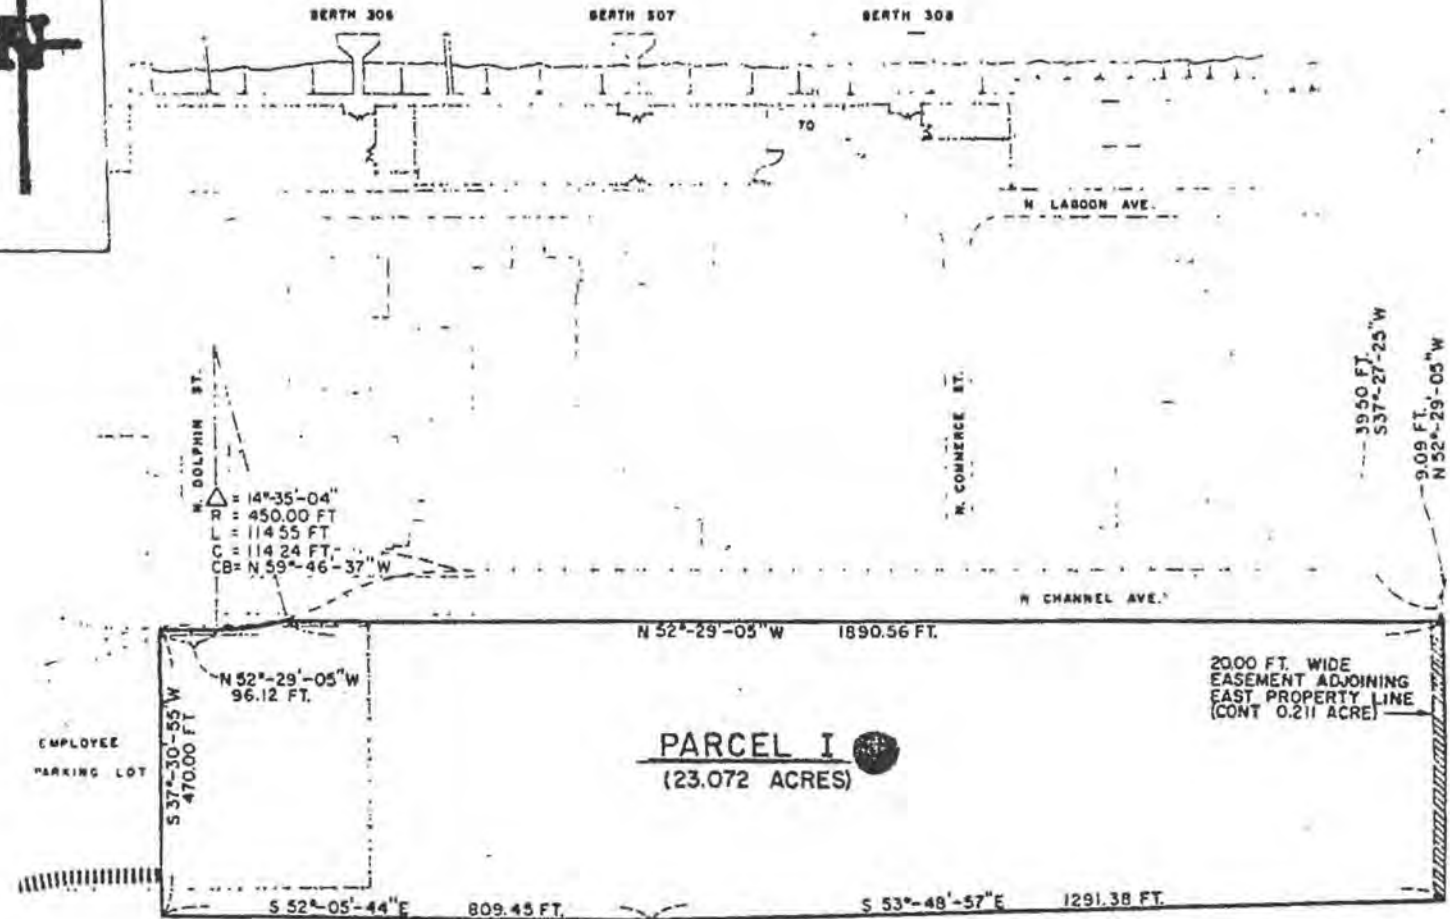 N
BERTH 306
BERTH 307
BERTH 308
70
N LAGOON AVE.
N. DOLPHIN ST.
N. COMMERCE ST.
39.50 FT.
S37°-27'-25"W
9.09 FT.
N 52°-29'-05"W
△ = 14°-35'-04"
R = 450.00 FT
L = 114.55 FT
C = 114.24 FT.
CB= N 59°-46'-37"W
N CHANNEL AVE.
N 52°-29'-05"W 1890.56 FT.
N 52°-29'-05"W
96.12 FT.
20.00 FT. WIDE
EASEMENT ADJOINING
EAST PROPERTY LINE
(CONT 0.211 ACRE)
S 37°-30'-55"W
470.00 FT
EMPLOYEE
PARKING LOT
PARCEL I
(23.072 ACRES)
S 52°-05'-44"E 809.45 FT.
S 53°-48'-57"E 1291.38 FT.